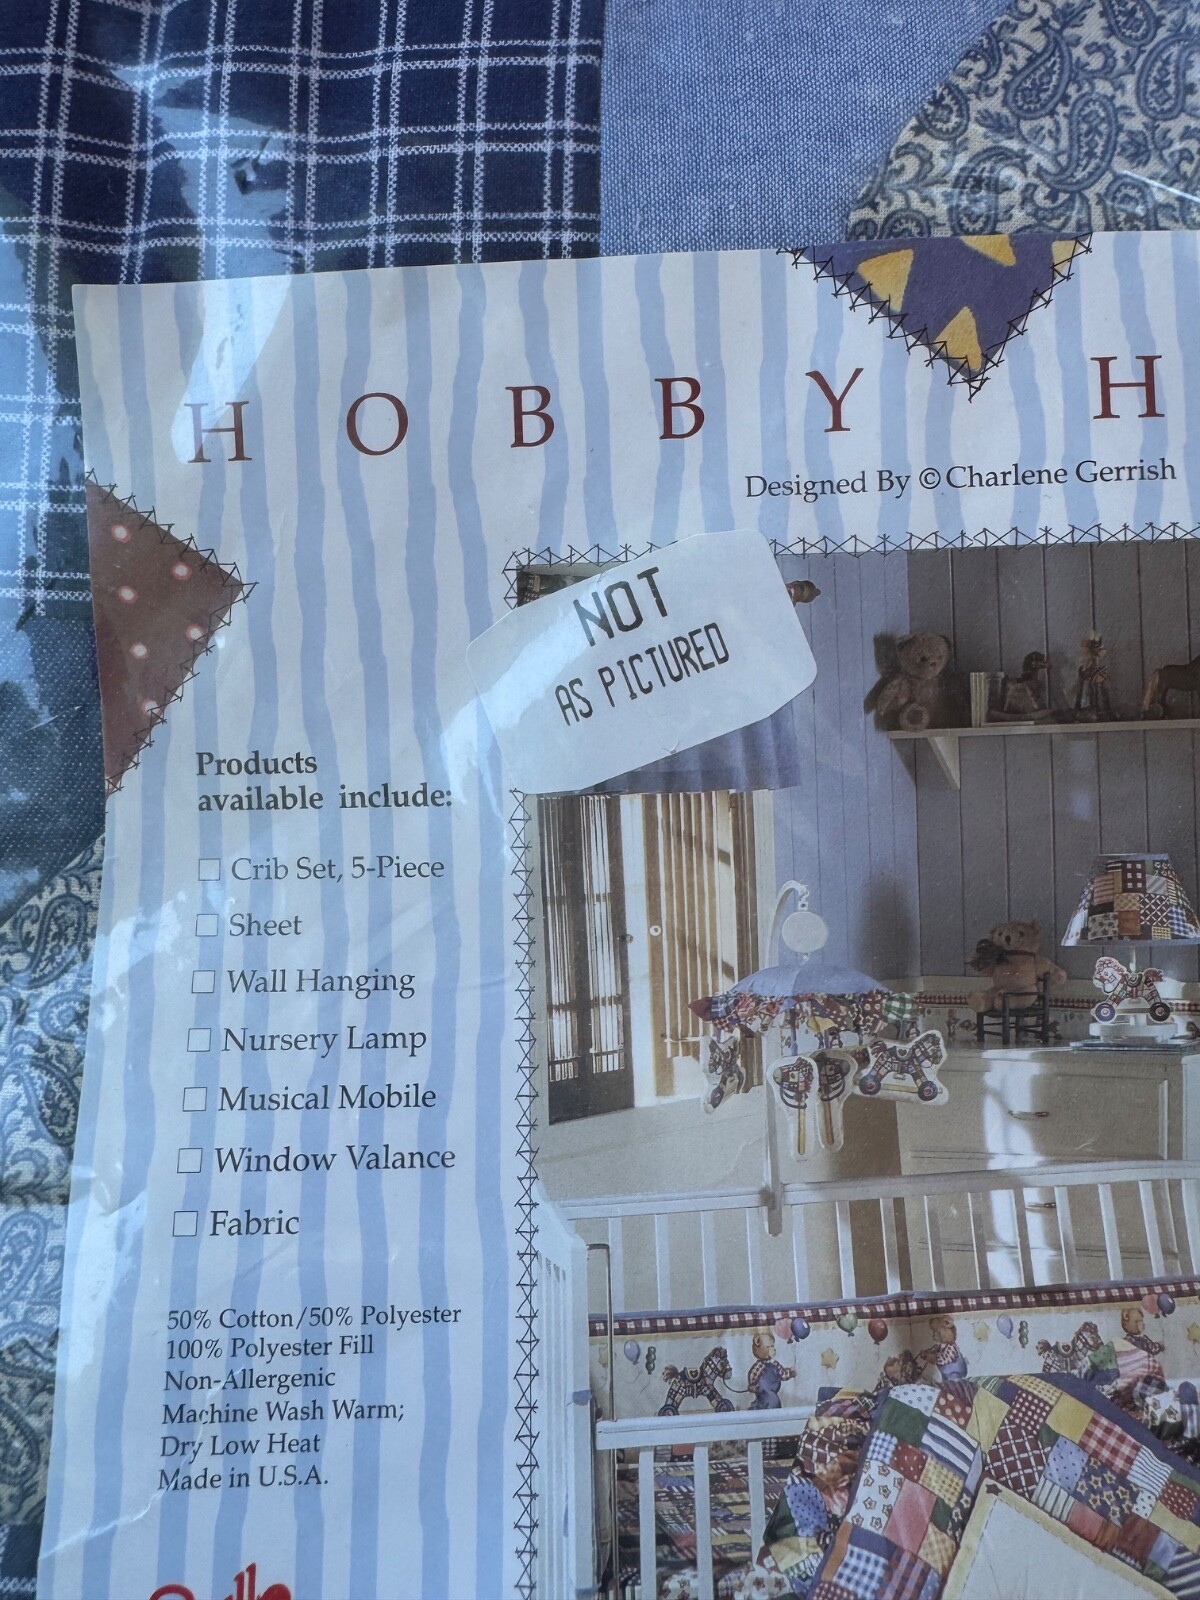 HOBBY H
Designed By © Charlene Gerrish
NOT
AS PICTURED
Products
available include:
Crib Set, 5-Piece
Sheet
Wall Hanging
Nursery Lamp
Musical Mobile
Window Valance
Fabric
50% Cotton/50% Polyester
100% Polyester Fill
Non-Allergenic
Machine Wash Warm;
Dry Low Heat
Made in U.S.A.